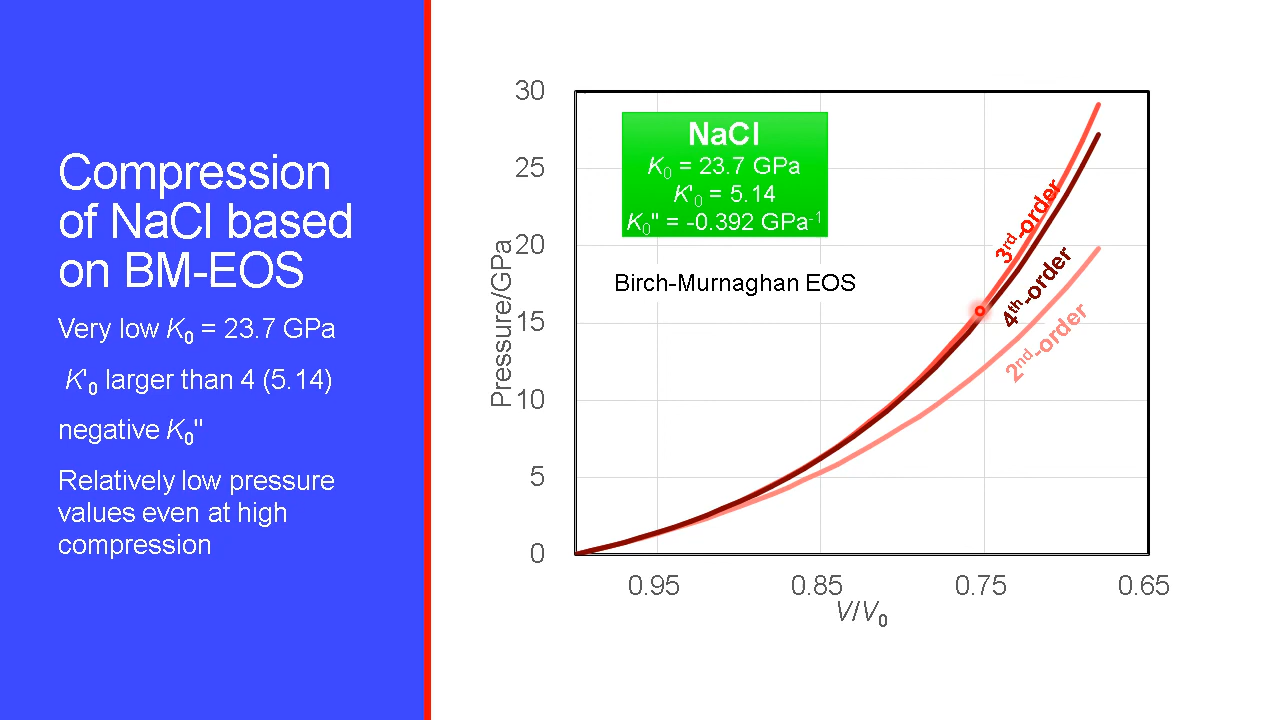 Compression
of NaCl based
on BM-EOS
Very low K₀ = 23.7 GPa
K'₀ larger than 4 (5.14)
negative K₀"
Relatively low pressure
values even at high
compression
30
25
20
15
10
5
0
Pressure/GPa
NaCl
K₀ = 23.7 GPa
K'₀ = 5.14
K₀" = -0.392 GPa⁻¹
Birch-Murnaghan EOS
3ʳᵈ-order
4ᵗʰ-order
2ⁿᵈ-order
0.95 0.85 0.75 0.65
V/V₀